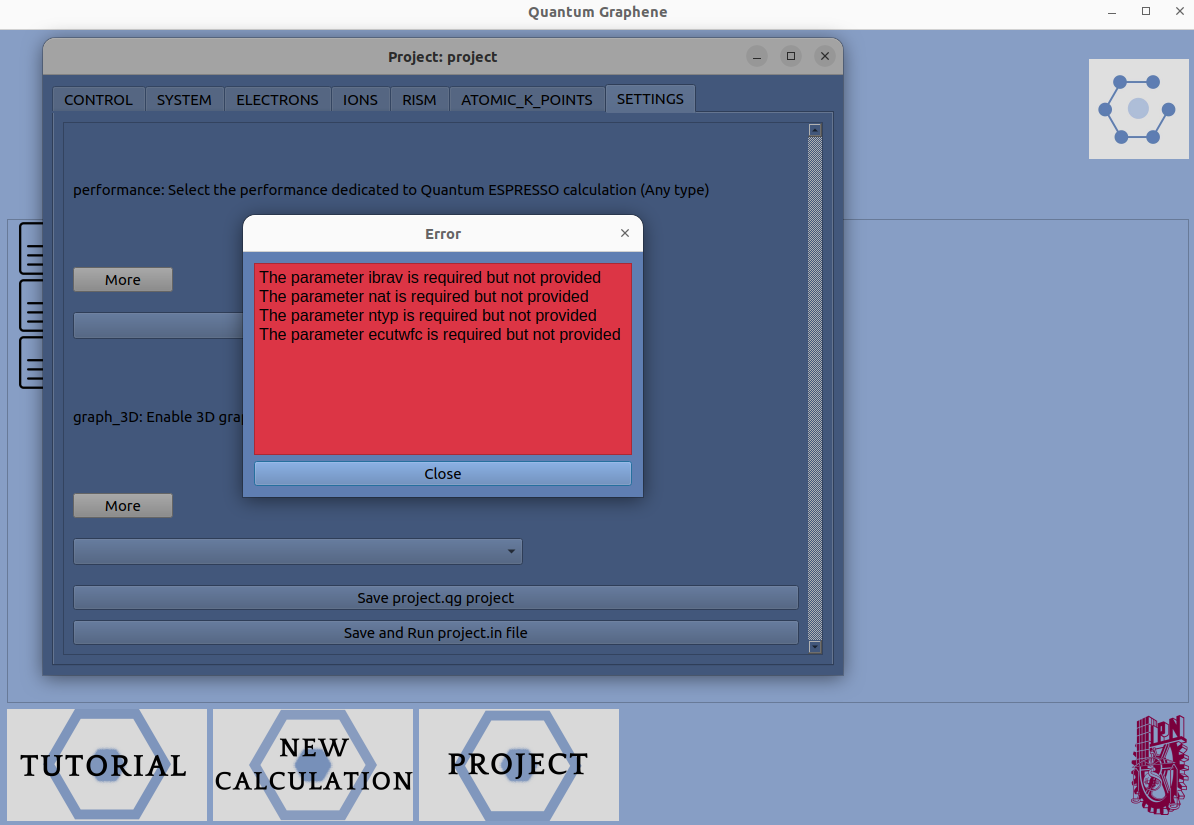 Quantum Graphene
Project: project
CONTROL SYSTEM ELECTRONS IONS RISM ATOMIC_K_POINTS SETTINGS
performance: Select the performance dedicated to Quantum ESPRESSO calculation (Any type)
Error
The parameter ibrav is required but not provided
The parameter nat is required but not provided
The parameter ntyp is required but not provided
The parameter ecutwfc is required but not provided
Close
More
graph_3D: Enable 3D
More
Save project.qg project
Save and Run project.in file
TUTORIAL
NEW
CALCULATION
PROJECT
IPN